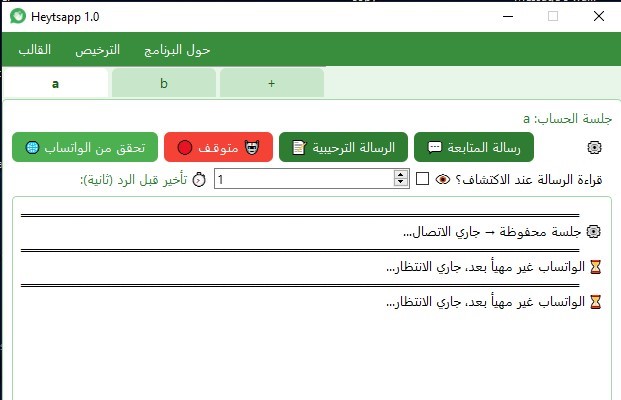 Heytsapp 1.0
القالب الترخيص حول البرنامج
a b +
جلسة الحساب: a
رسالة المتابعة الرسالة الترحيبية متوقف تحقق من الواتساب
قراءة الرسالة عند الاكتشاف؟ 1 تأخير قبل الرد (ثانية):
جلسة محفوظة → جاري الاتصال...
الواتساب غير مهيأ بعد، جاري الانتظار...
الواتساب غير مهيأ بعد، جاري الانتظار...